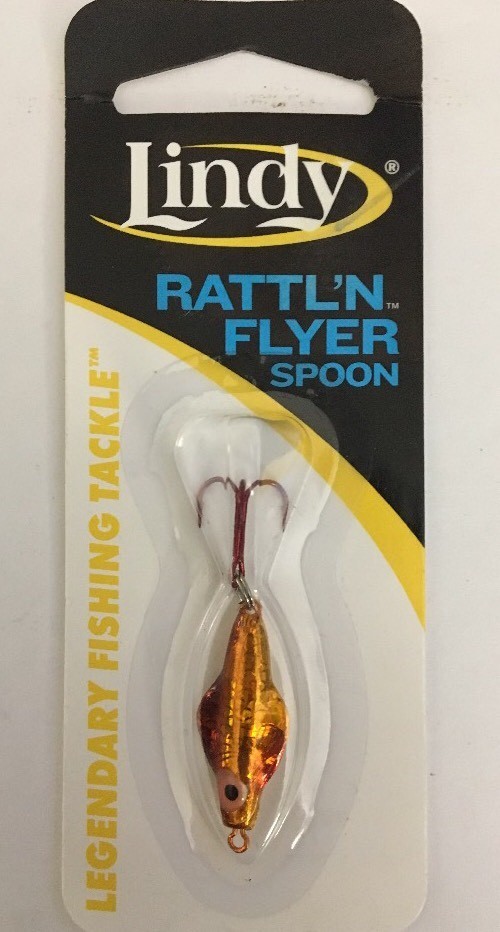 Lindy®
RATTL'N™
FLYER
SPOON
LEGENDARY FISHING TACKLE™